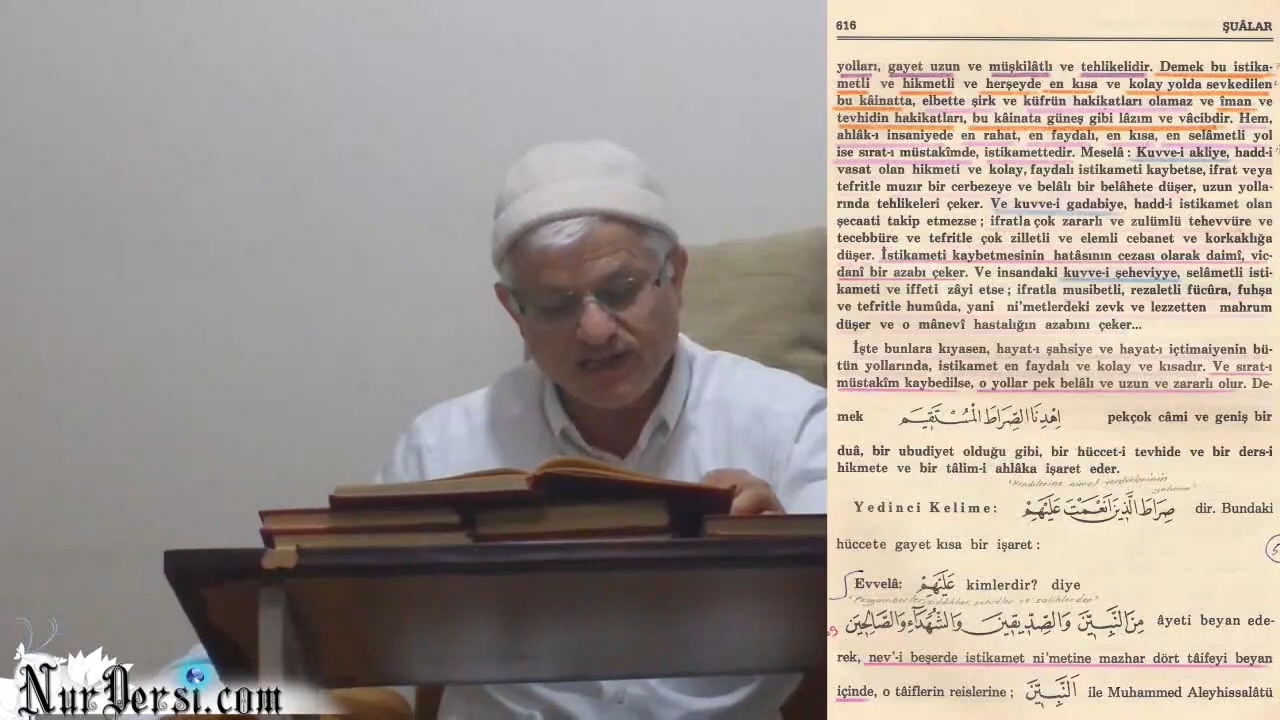 616 ŞUÂLAR
yolları, gayet uzun ve müşkilâtlı ve tehlikelidir. Demek bu istika-
metli ve hikmetli ve herşeyde en kısa ve kolay yolda sevkedilen
bu kâinatta, elbette şirk ve küfrün hakikatları olamaz ve îman ve
tevhidin hakikatları, bu kâinata güneş gibi lâzım ve vâcibdir. Hem,
ahlâk-ı insaniyede en rahat, en faydalı, en kısa, en selâmetli yol
ise sırat-ı müstakîmde, istikamettedir. Meselâ: Kuvve-i akliye, hadd-i
vasat olan hikmeti ve kolay, faydalı istikameti kaybetse, ifrat veya
tefritle muzır bir cerbezeye ve belâlı bir belâhete düşer, uzun yolla-
rında tehlikeleri çeker. Ve kuvve-i gadabiye, hadd-i istikamet olan
şecaati takip etmezse; ifratla çok zararlı ve zulümlü tehevvüre ve
tecebbüre ve tefritle çok zilletli ve elemli cebanet ve korkaklığa
düşer. İstikameti kaybetmesinin hatâsının cezası olarak daimî, vic-
danî bir azabı çeker. Ve insandaki kuvve-i şeheviyye, selâmetli isti-
kameti ve iffeti zâyi etse; ifratla musibetli, rezaletli fücûra, fuhşa
ve tefritle humûda, yani ni'metlerdeki zevk ve lezzetten mahrum
düşer ve o mânevî hastalığın azabını çeker...
İşte bunlara kıyasen, hayat-ı şahsiye ve hayat-ı içtimaiyenin bü-
tün yollarında, istikamet en faydalı ve kolay ve kısadır. Ve sırat-ı
müstakîm kaybedilse, o yollar pek belâlı ve uzun ve zararlı olur. De-
mek اِهْدِنَا الصِّرَاطَ الْمُسْتَقِيمَ pekçok câmi ve geniş bir
duâ, bir ubudiyet olduğu gibi, bir hüccet-i tevhide ve bir ders-i
hikmete ve bir tâlim-i ahlâka işaret eder.
"Kendilerine nimet verdiklerinin yoluna"
Yedinci Kelime: صِرَاطَ الَّذِينَ اَنْعَمْتَ عَلَيْهِمْ dir. Bundaki
hüccete gayet kısa bir işaret:
Evvelâ: عَلَيْهِمْ kimlerdir? diye
"Peygamberler, sıddıklar, şehidler ve salihlerden"
مِنَ النَّبِيّنَ وَالصِّدِّيقِينَ وَالشُّهَدَاءِ وَالصَّالِحِينَ âyeti beyan ede-
rek, nev'-i beşerde istikamet ni'metine mazhar dört tâifeyi beyan
içinde, o tâiflerin reislerine; اَلنَّبِيّنَ ile Muhammed Aleyhissalâtü
NurDersi.com